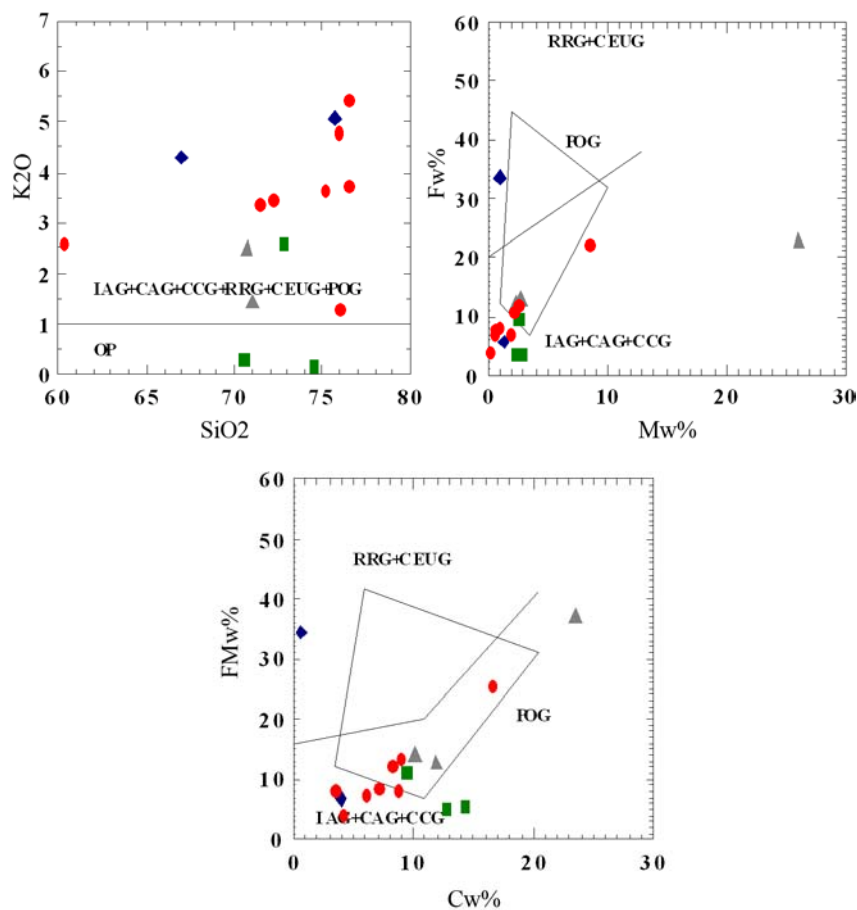 7
6
5
4
3
2
1
0
K2O
IAG+CAG+CCG+RRG+CEUG+POG
OP
60
65
70
75
80
SiO2
60
50
40
30
20
10
0
Fw%
RRG+CEUG
POG
IAG+CAG+CCG
0
10
20
30
Mw%
60
50
40
30
20
10
0
FMw%
RRG+CEUG
POG
IAG+CAG+CCG
0
10
20
30
Cw%